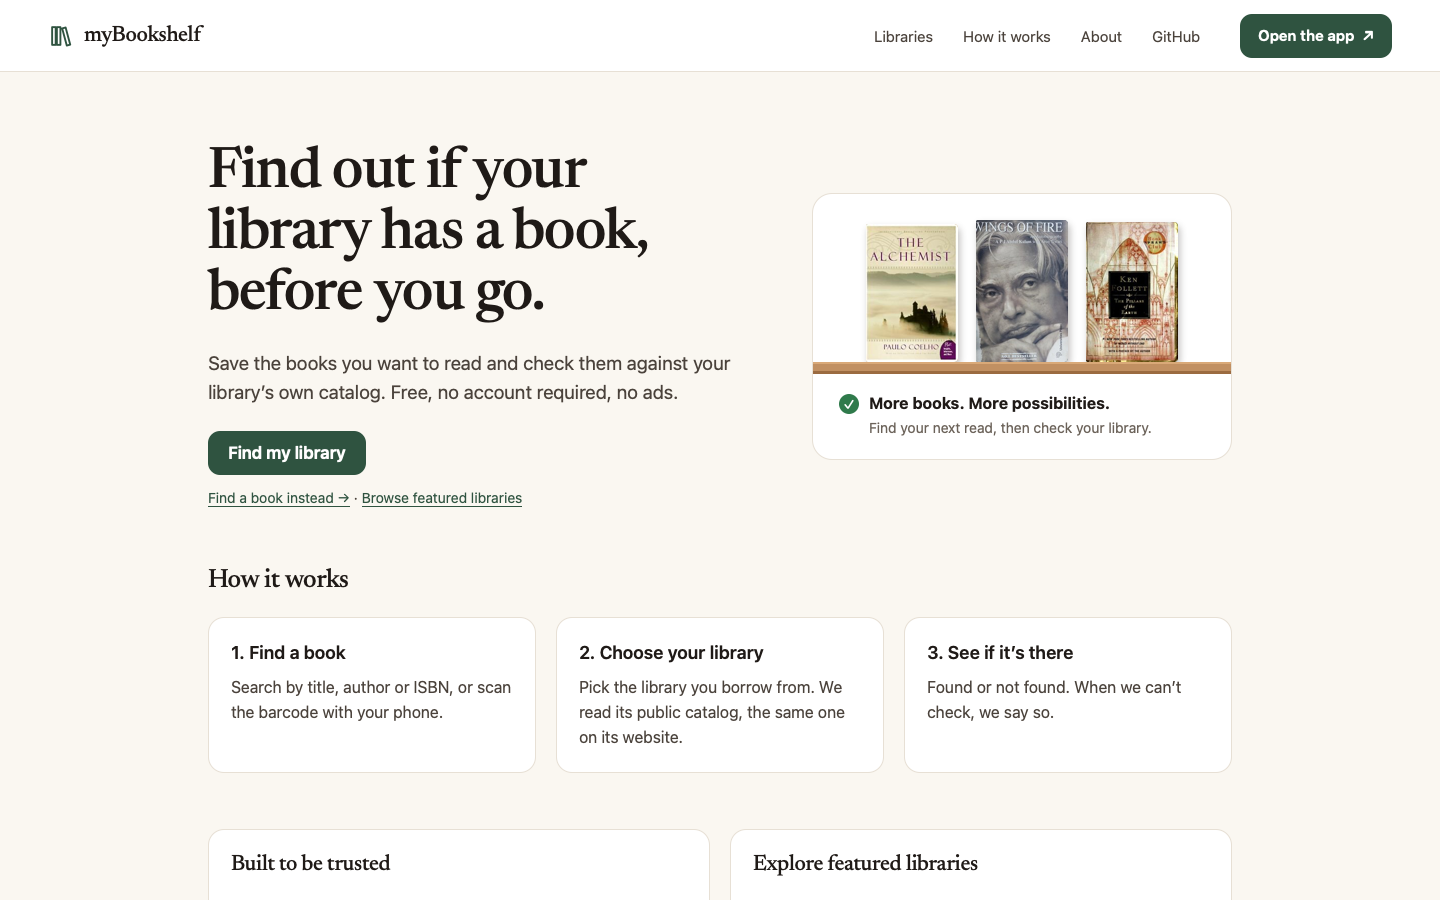 myBookshelf
Libraries
How it works
About
GitHub
Open the app ↗
Find out if your
library has a book,
before you go.
Save the books you want to read and check them against your
library’s own catalog. Free, no account required, no ads.
Find my library
Find a book instead → · Browse featured libraries
THE
ALCHEMIST
PAULO COELHO
WINGS OF FIRE
KEN
FOLLETT
THE PILLARS
of the
EARTH
More books. More possibilities.
Find your next read, then check your library.
How it works
1. Find a book
Search by title, author or ISBN, or scan
the barcode with your phone.
2. Choose your library
Pick the library you borrow from. We
read its public catalog, the same one
on its website.
3. See if it’s there
Found or not found. When we can’t
check, we say so.
Built to be trusted
Explore featured libraries